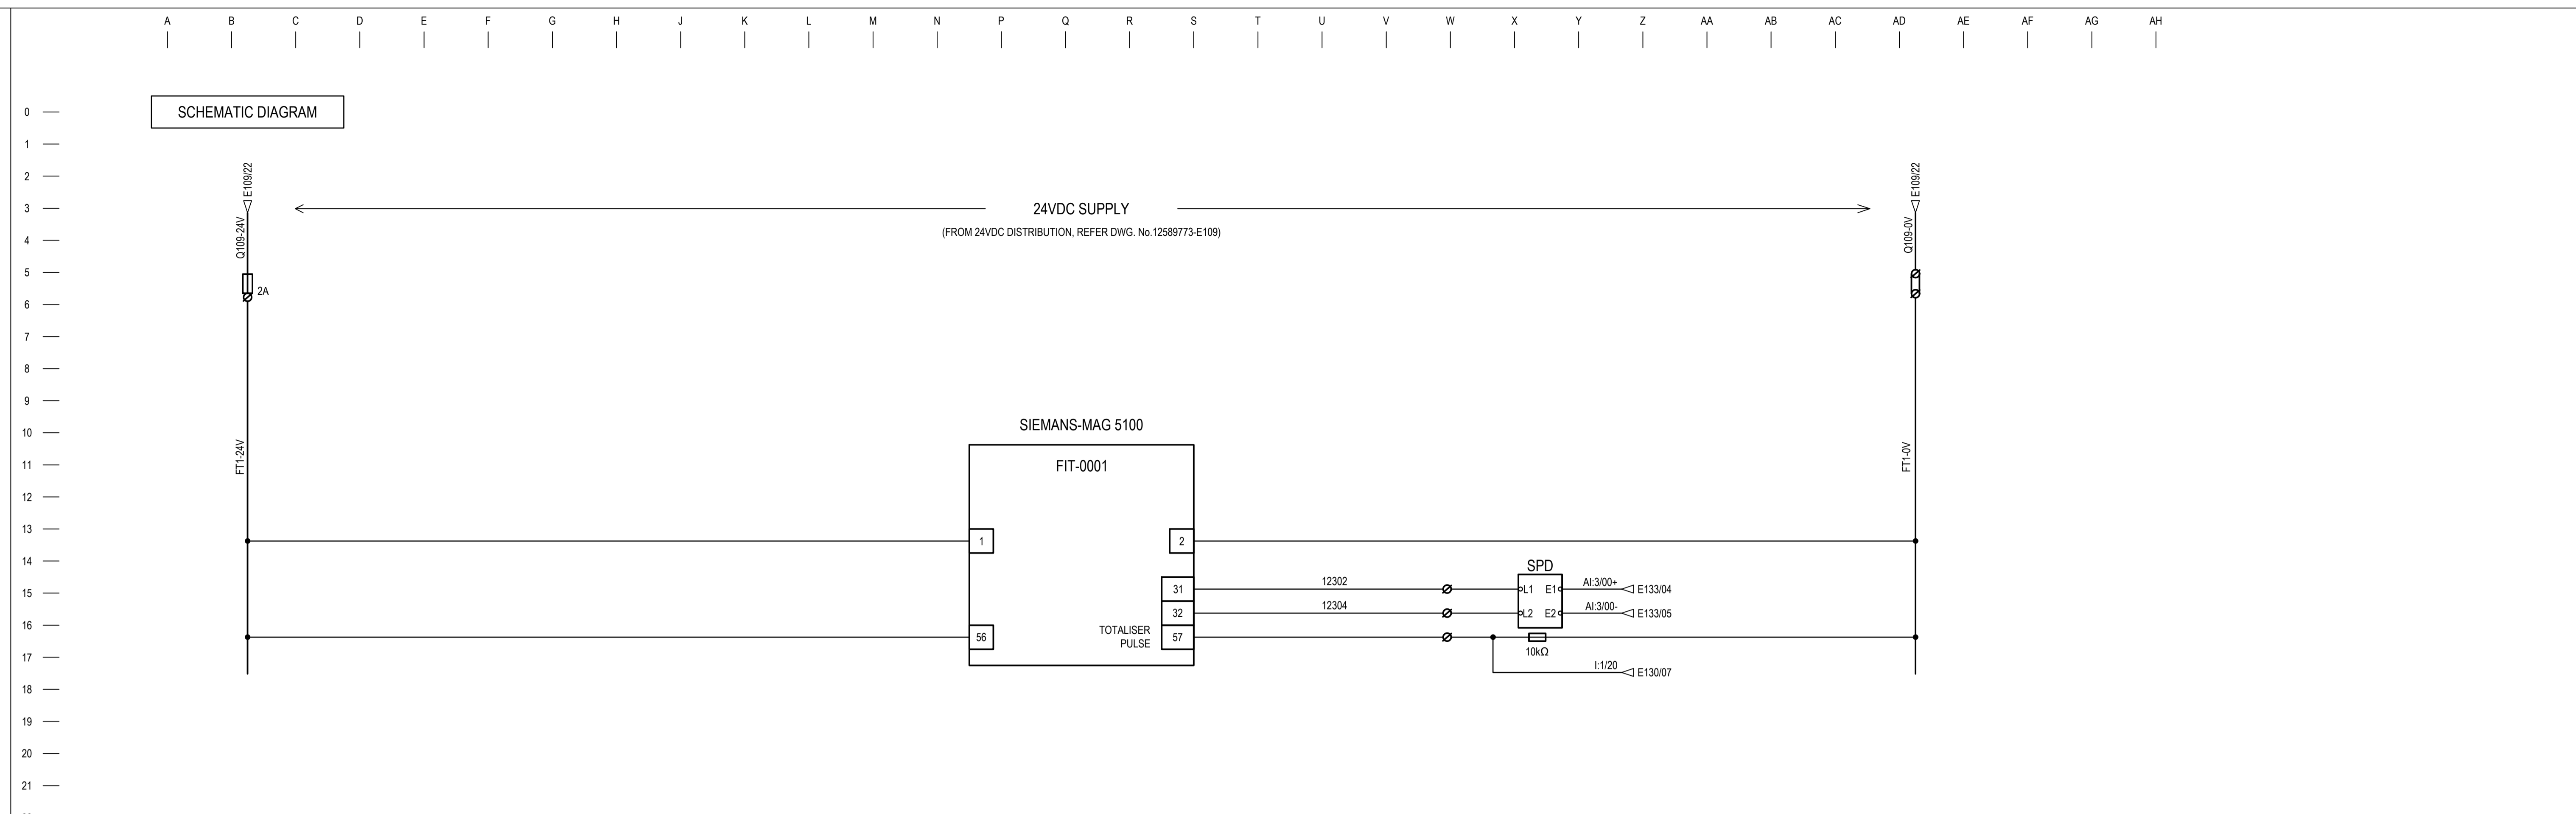 A B C D E F G H J K L M N P Q R S T U V W X Y Z AA AB AC AD AE AF AG AH
0
SCHEMATIC DIAGRAM
1
2
E109/22
E109/22
3
24VDC SUPPLY
Q109-24V
Q109-0V
4
(FROM 24VDC DISTRIBUTION, REFER DWG. No.12589773-E109)
5
2A
6
7
8
9
SIEMANS-MAG 5100
10
FT1-24V
FT1-0V
11
FIT-0001
12
13
1
2
14
SPD
15
31
12302
L1 E1
AI:3/00+
E133/04
32
12304
L2 E2
AI:3/00-
E133/05
16
56
TOTALISER
PULSE
57
10kΩ
17
I:1/20
E130/07
18
19
20
21